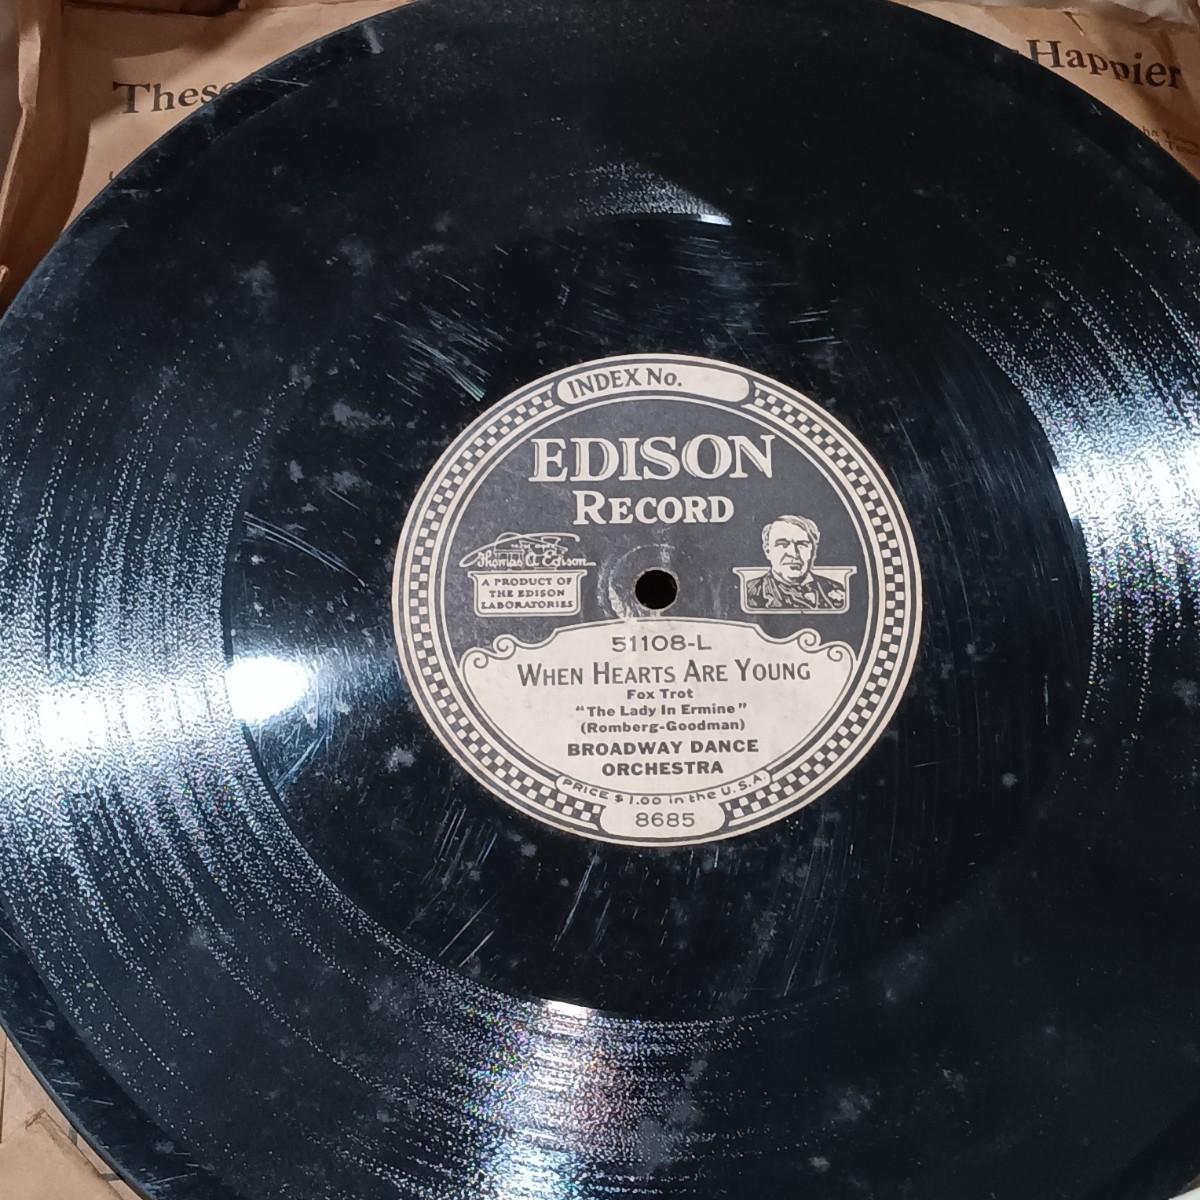 These
Happier
INDEX No.
EDISON
RECORD
Thomas A Edison
A PRODUCT OF
THE EDISON
LABORATORIES
51108-L
WHEN HEARTS ARE YOUNG
Fox Trot
"The Lady In Ermine"
(Romberg-Goodman)
BROADWAY DANCE
ORCHESTRA
PRICE $1.00 in the U.S.A.
8685